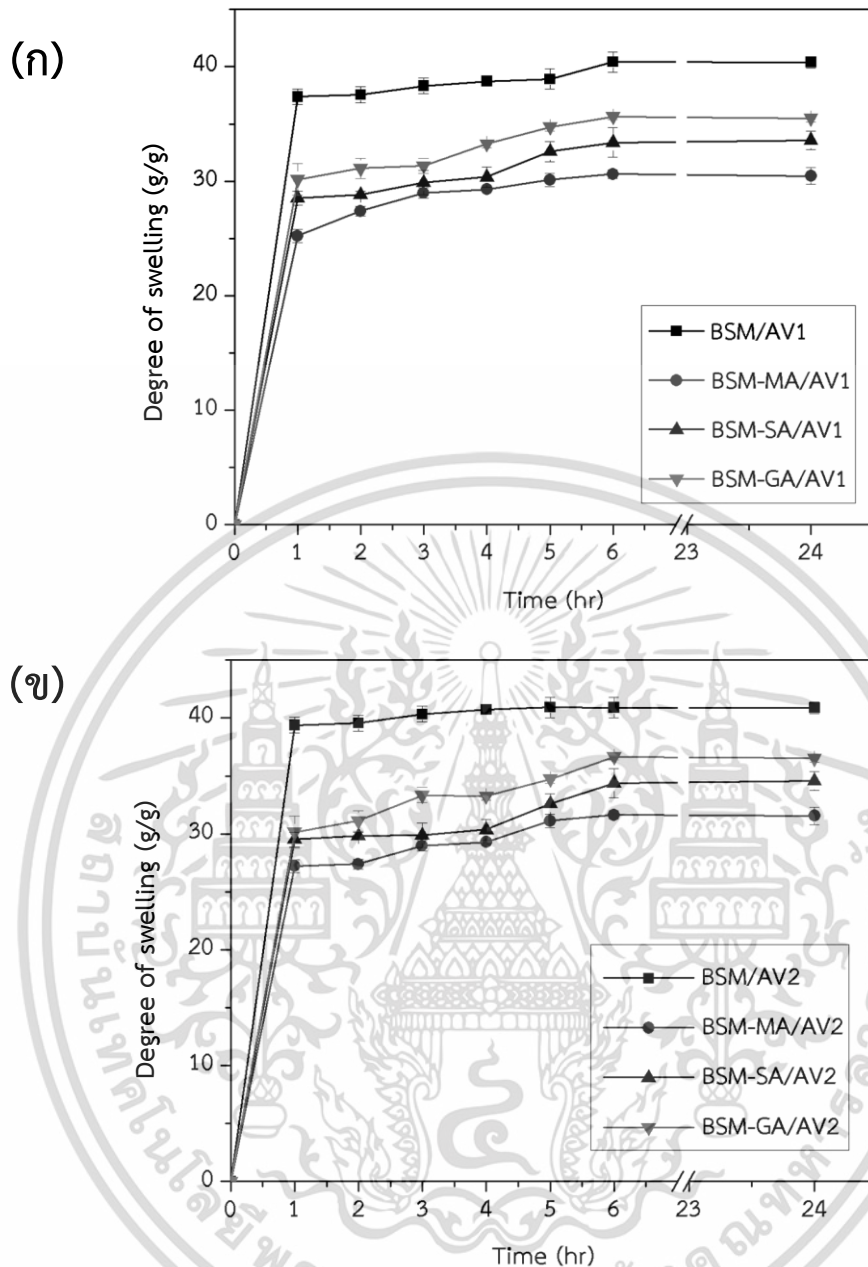 (ก)
Degree of swelling (g/g)
40
30
20
10
0
BSM/AV1
BSM-MA/AV1
BSM-SA/AV1
BSM-GA/AV1
0 1 2 3 4 5 6 23 24
Time (hr)
(ข)
Degree of swelling (g/g)
40
30
20
10
0
BSM/AV2
BSM-MA/AV2
BSM-SA/AV2
BSM-GA/AV2
0 1 2 3 4 5 6 23 24
Time (hr)